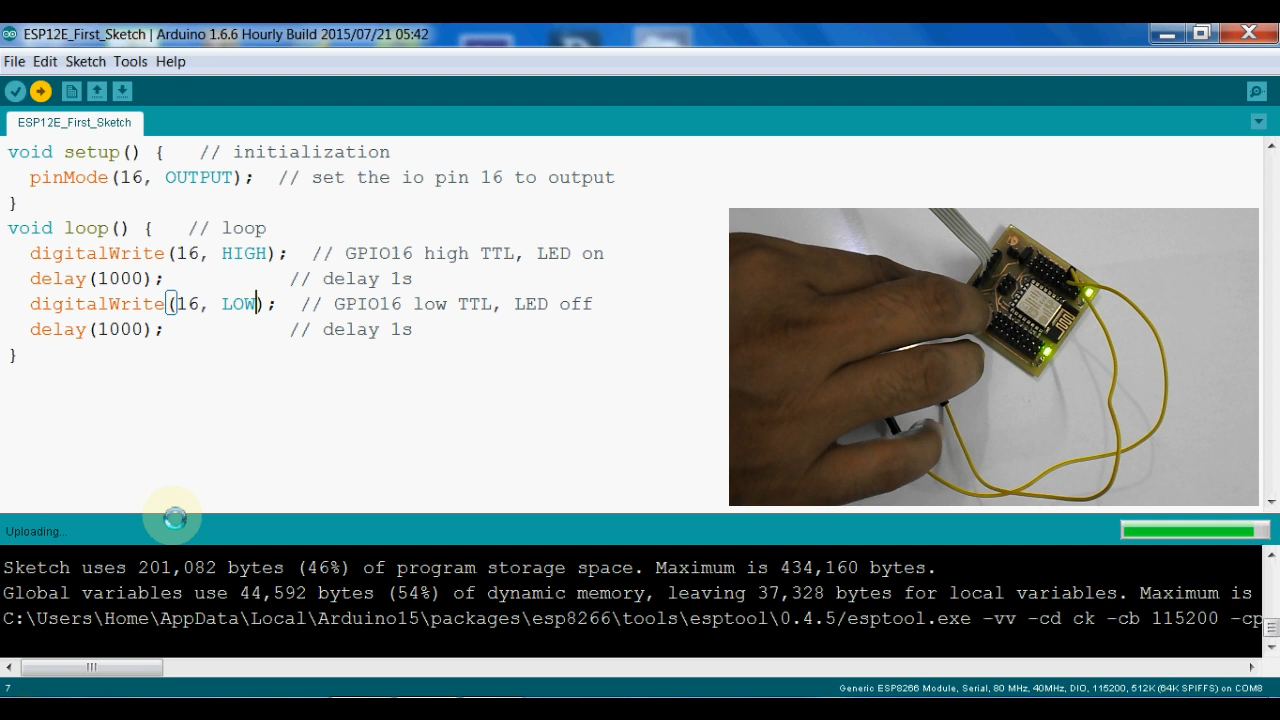 ESP12E_First_Sketch | Arduino 1.6.6 Hourly Build 2015/07/21 05:42
File Edit Sketch Tools Help
ESP12E_First_Sketch
void setup() {   // initialization
  pinMode(16, OUTPUT);  // set the io pin 16 to output
}
void loop() {   // loop
  digitalWrite(16, HIGH);  // GPIO16 high TTL, LED on
  delay(1000);           // delay 1s
  digitalWrite(16, LOW);  // GPIO16 low TTL, LED off
  delay(1000);           // delay 1s
}
Uploading...
Sketch uses 201,082 bytes (46%) of program storage space. Maximum is 434,160 bytes.
Global variables use 44,592 bytes (54%) of dynamic memory, leaving 37,328 bytes for local variables. Maximum is
C:\Users\Home\AppData\Local\Arduino15\packages\esp8266\tools\esptool\0.4.5/esptool.exe -vv -cd ck -cb 115200 -cp
7
Generic ESP8266 Module, Serial, 80 MHz, 40MHz, DIO, 115200, 512K (64K SPIFFS) on COM8